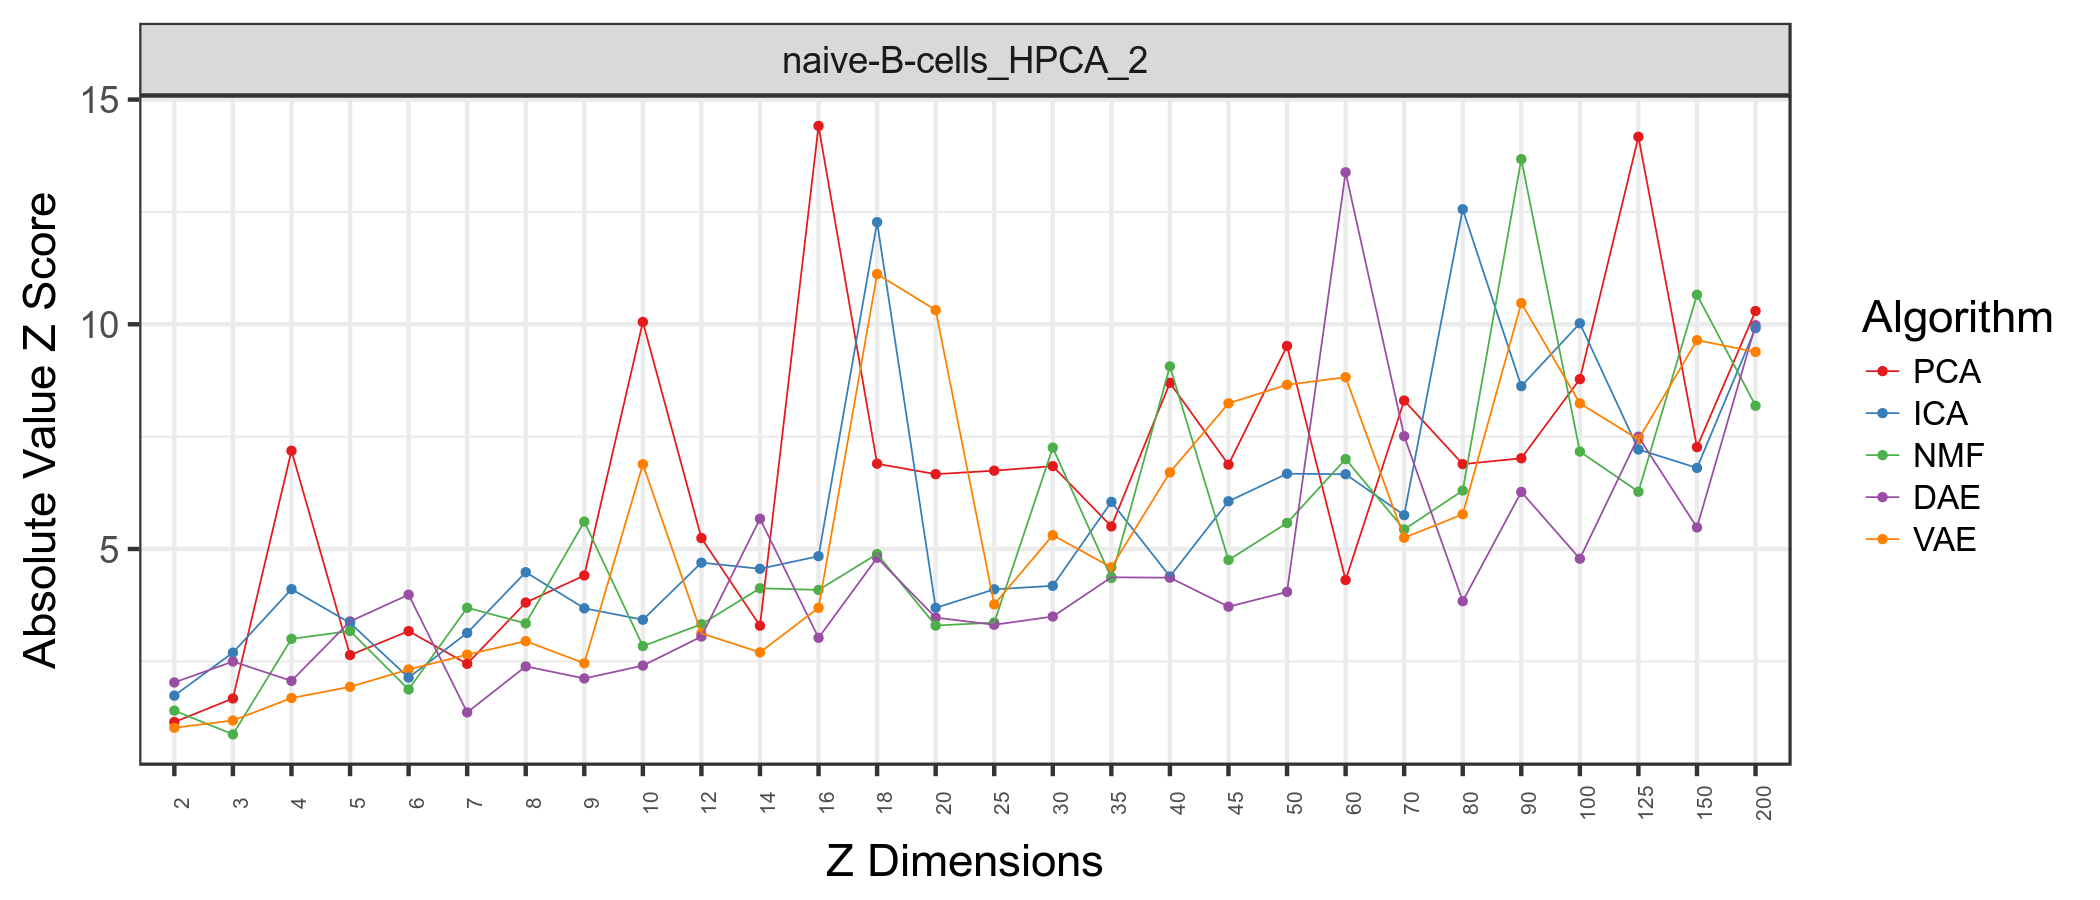 naive-B-cells_HPCA_2
15
10
5
Absolute Value Z Score
2 3 4 5 6 7 8 9 10 12 14 16 18 20 25 30 35 40 45 50 60 70 80 90 100 125 150 200
Z Dimensions
Algorithm
PCA
ICA
NMF
DAE
VAE